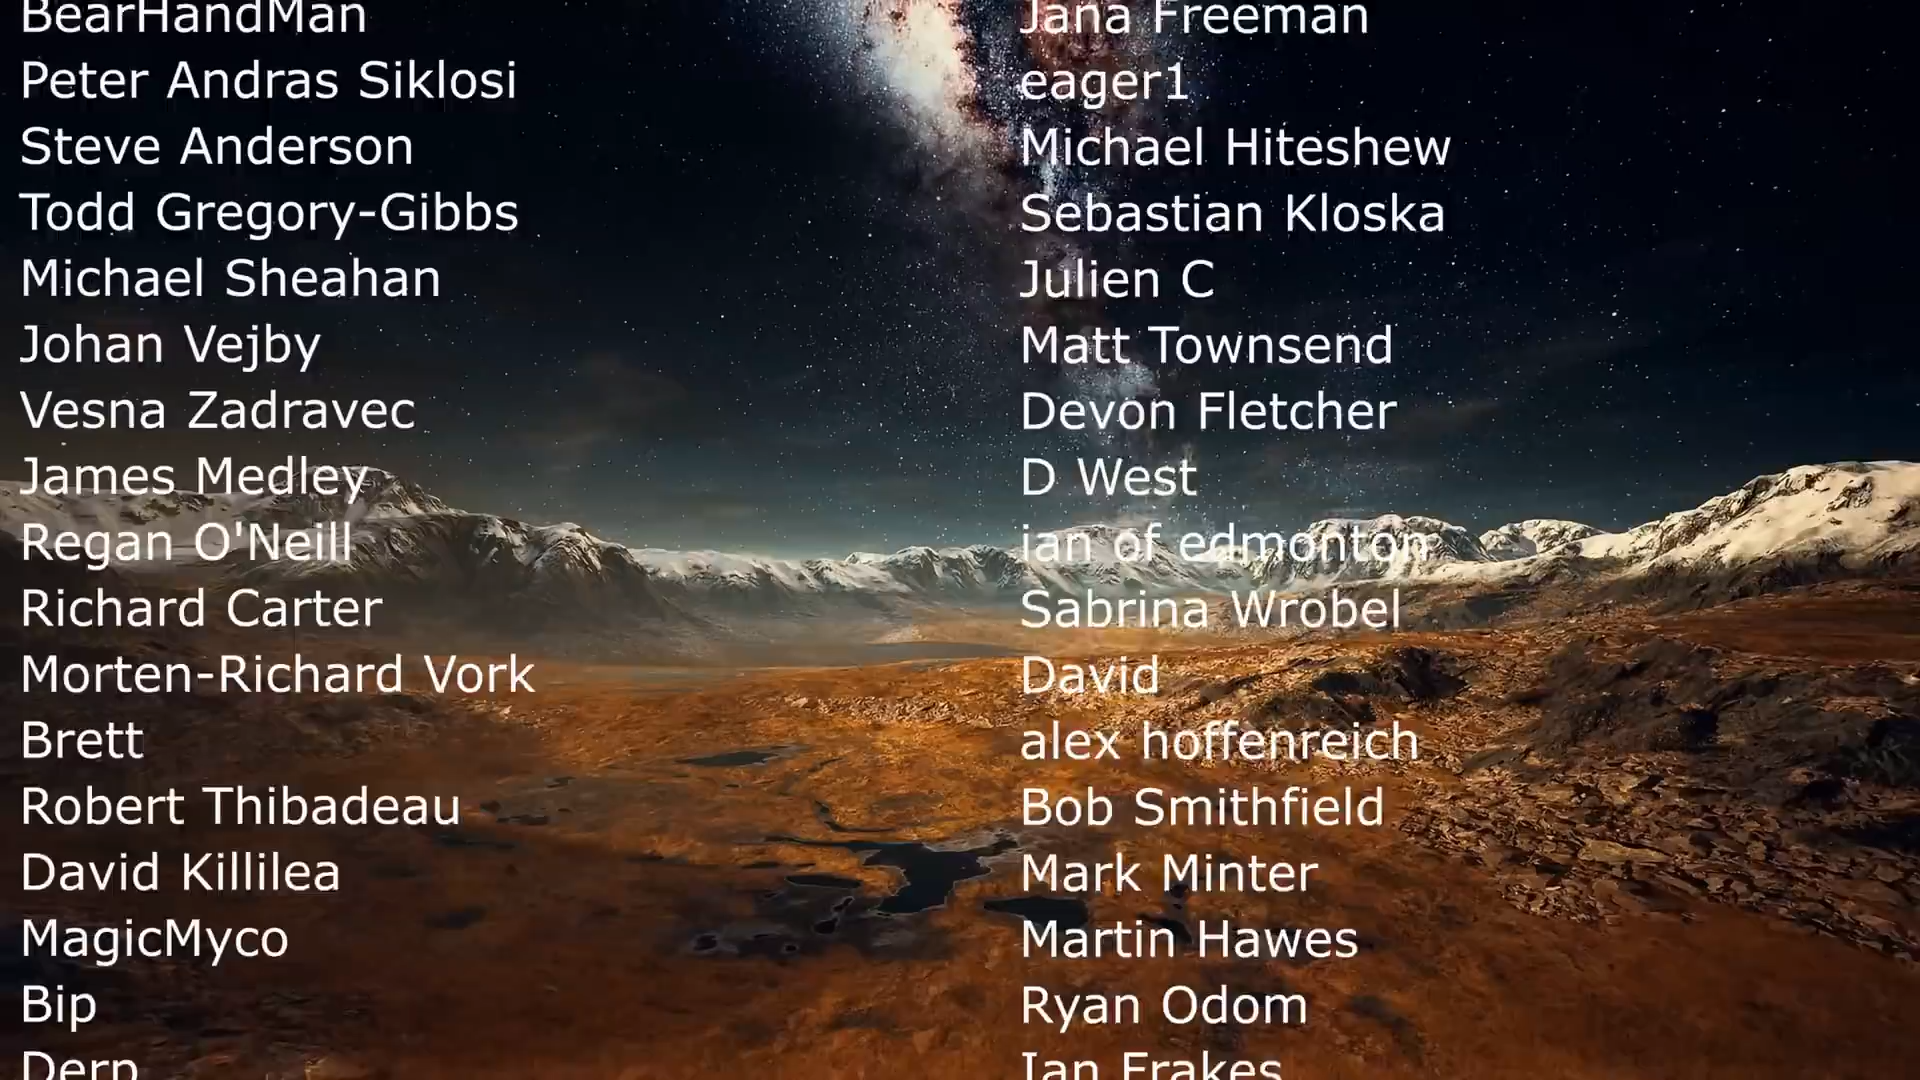 BearHandMan
Peter Andras Siklosi
Steve Anderson
Todd Gregory-Gibbs
Michael Sheahan
Johan Vejby
Vesna Zadravec
James Medley
Regan O'Neill
Richard Carter
Morten-Richard Vork
Brett
Robert Thibadeau
David Killilea
MagicMyco
Bip
Derp
Jana Freeman
eager1
Michael Hiteshew
Sebastian Kloska
Julien C
Matt Townsend
Devon Fletcher
D West
ian of edmonton
Sabrina Wrobel
David
alex hoffenreich
Bob Smithfield
Mark Minter
Martin Hawes
Ryan Odom
Ian Frakes